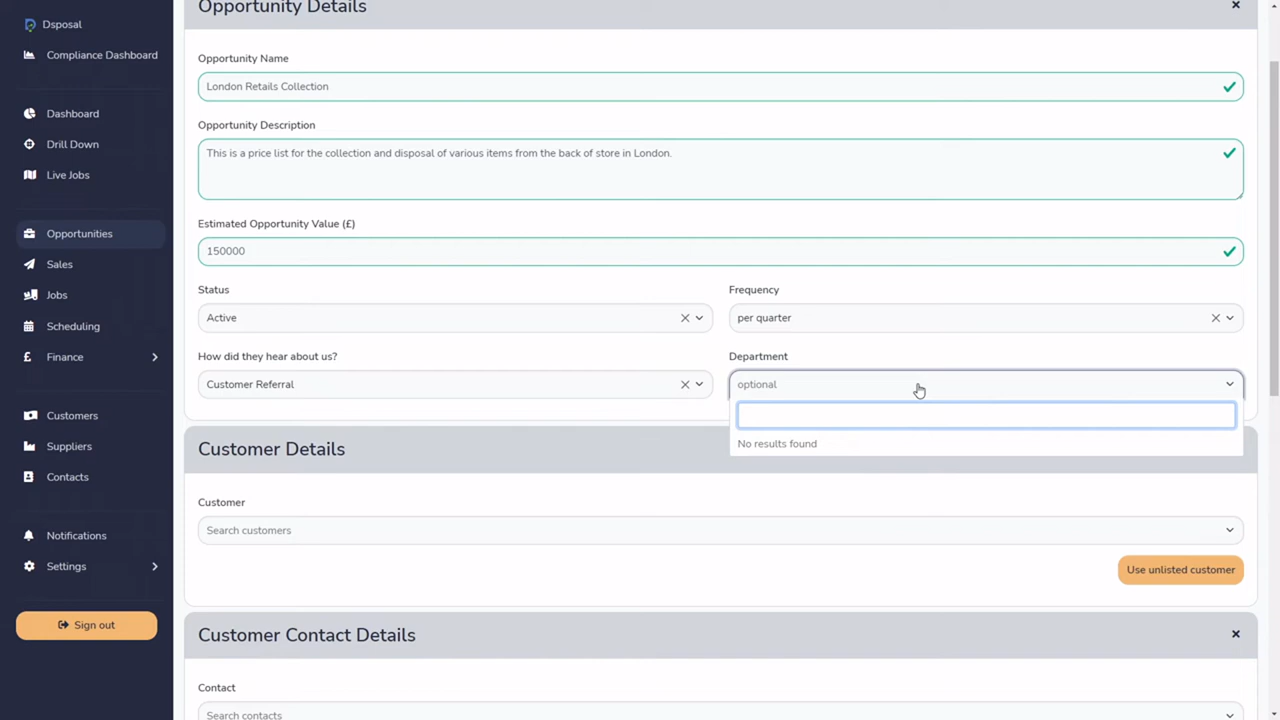 Dsposal
Compliance Dashboard
Dashboard
Drill Down
Live Jobs
Opportunities
Sales
Jobs
Scheduling
Finance
Customers
Suppliers
Contacts
Notifications
Settings
Sign out
Opportunity Details
Opportunity Name
London Retails Collection
Opportunity Description
This is a price list for the collection and disposal of various items from the back of store in London.
Estimated Opportunity Value (£)
150000
Status
Active
Frequency
per quarter
How did they hear about us?
Customer Referral
Department
optional
No results found
Customer Details
Customer
Search customers
Use unlisted customer
Customer Contact Details
Contact
Search contacts